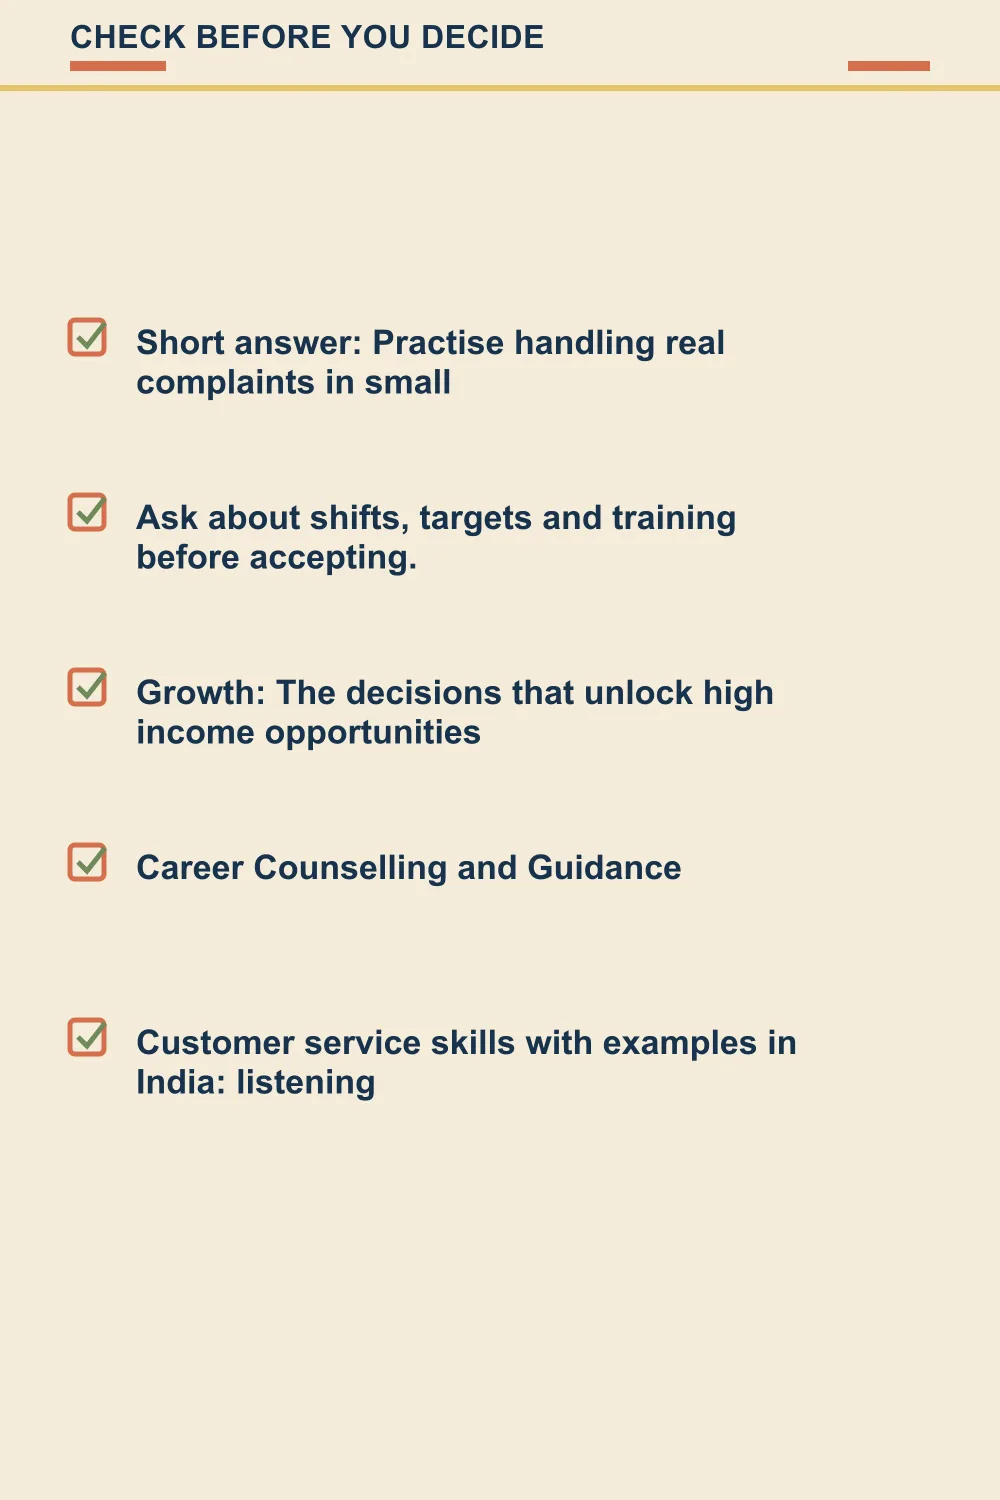 CHECK BEFORE YOU DECIDE
Short answer: Practise handling real
complaints in small
Ask about shifts, targets and training
before accepting.
Growth: The decisions that unlock high
income opportunities
Career Counselling and Guidance
Customer service skills with examples in
India: listening